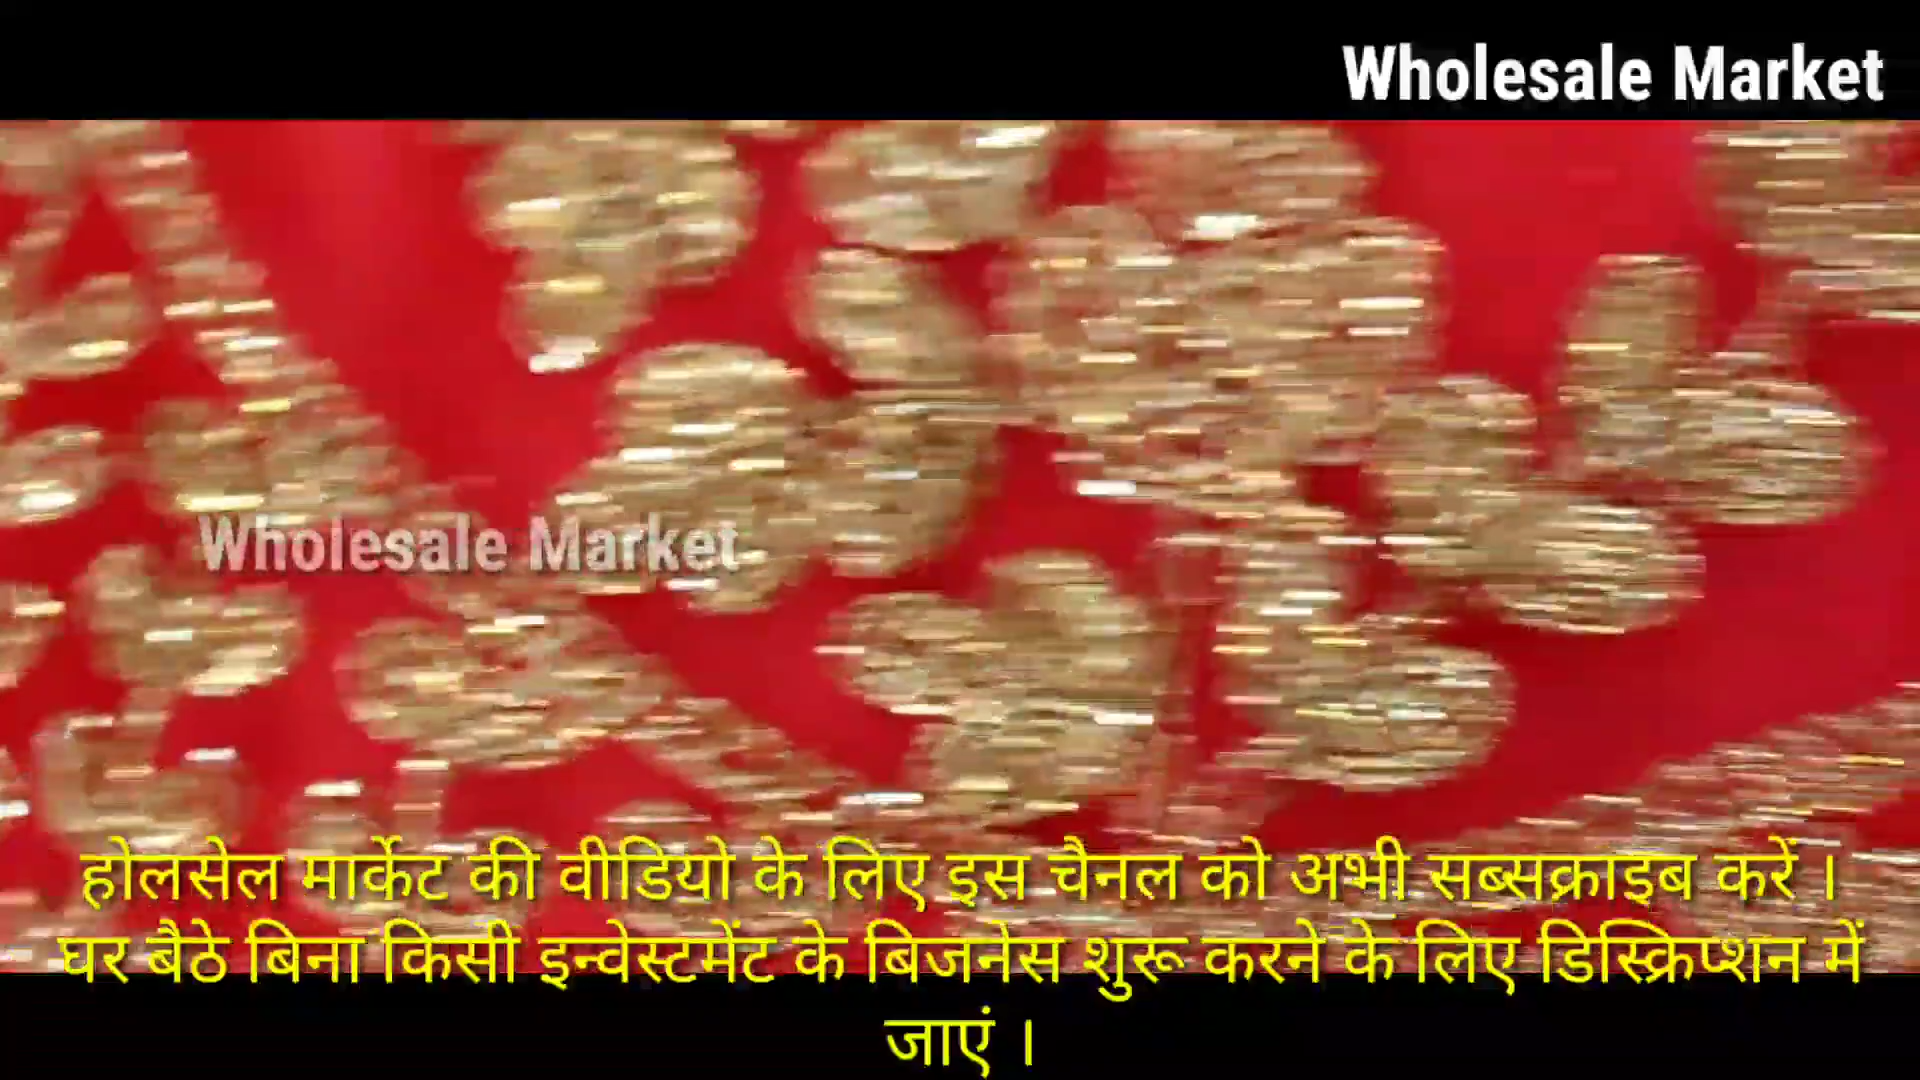 Wholesale Market
Wholesale Market
होलसेल मार्केट की वीडियो के लिए इस चैनल को अभी सब्सक्राइब करें ।
घर बैठे बिना किसी इन्वेस्टमेंट के बिजनेस शुरू करने के लिए डिस्क्रिप्शन में
जाएं ।